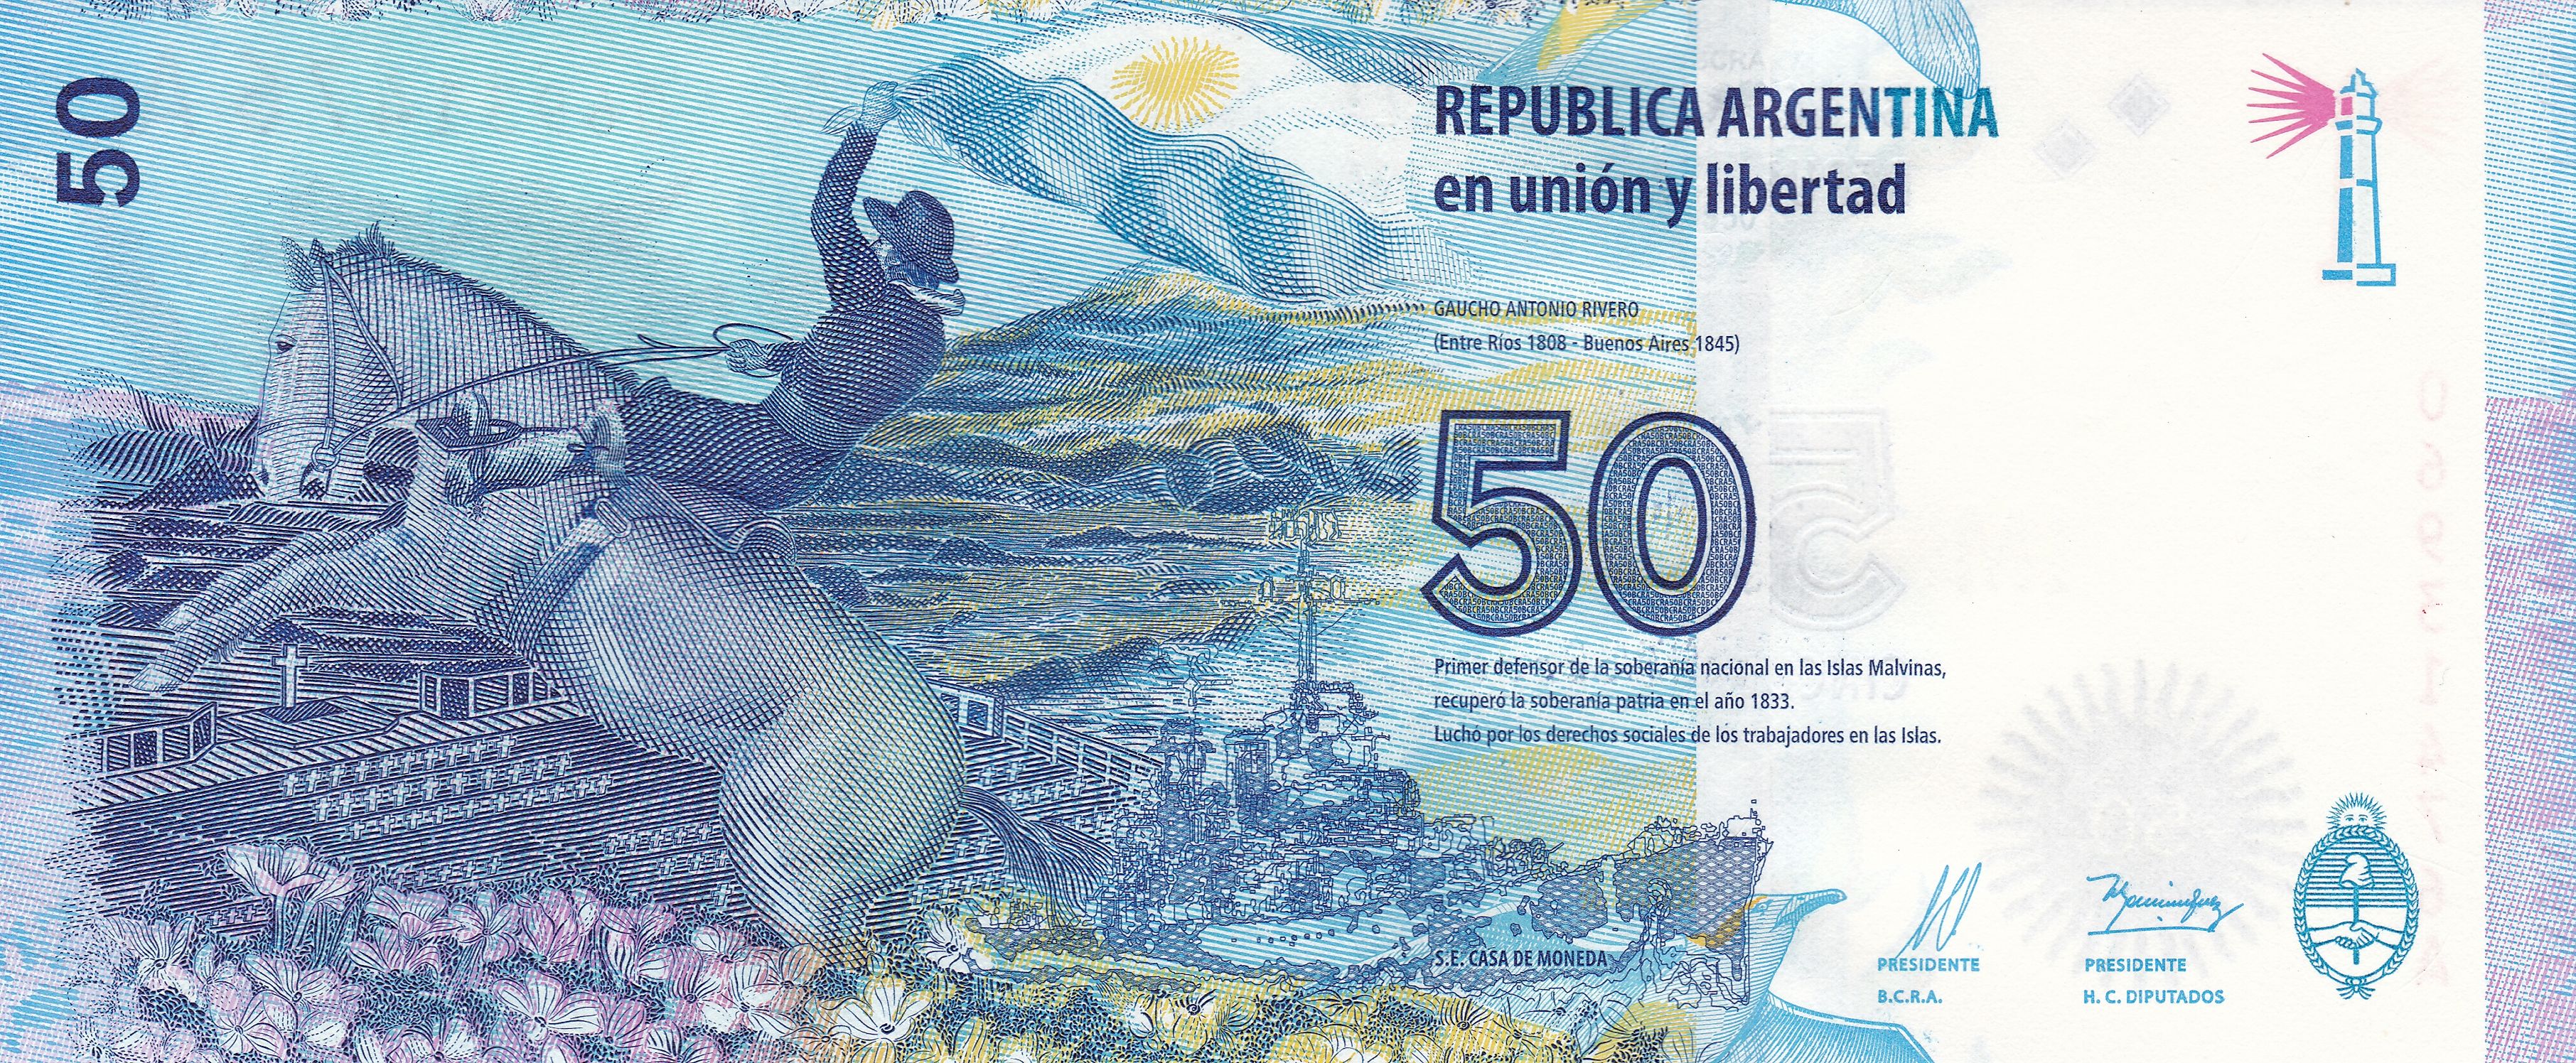 50
REPUBLICA ARGENTINA
en unión y libertad
GAUCHO ANTONIO RIVERO
(Entre Ríos 1808 - Buenos Aires 1845)
50
Primer defensor de la soberanía nacional en las Islas Malvinas,
recuperó la soberanía patria en el año 1833.
Luchó por los derechos sociales de los trabajadores en las Islas.
S.E. CASA DE MONEDA
PRESIDENTE
B.C.R.A.
PRESIDENTE
H. C. DIPUTADOS